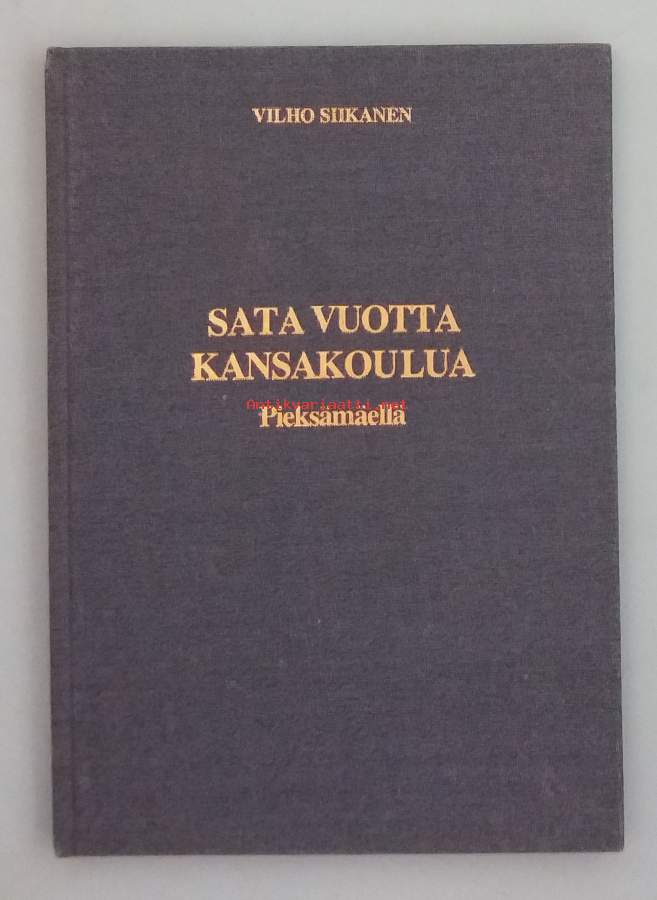 VILHO SIIKANEN
SATA VUOTTA
KANSAKOULUA
Antikvariaatti.net
Pieksämäellä